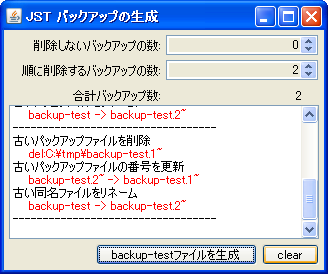 JST バックアップの生成
削除しないバックアップの数: 0
順に削除するバックアップの数: 2
合計バックアップ数: 2
backup-test -> backup-test.2~
--------------------------------
古いバックアップファイルを削除
del:C:¥tmp¥backup-test.1~
古いバックアップファイルの番号を更新
backup-test.2~ -> backup-test.1~
古い同名ファイルをリネーム
backup-test -> backup-test.2~
--------------------------------
backup-testファイルを生成 clear